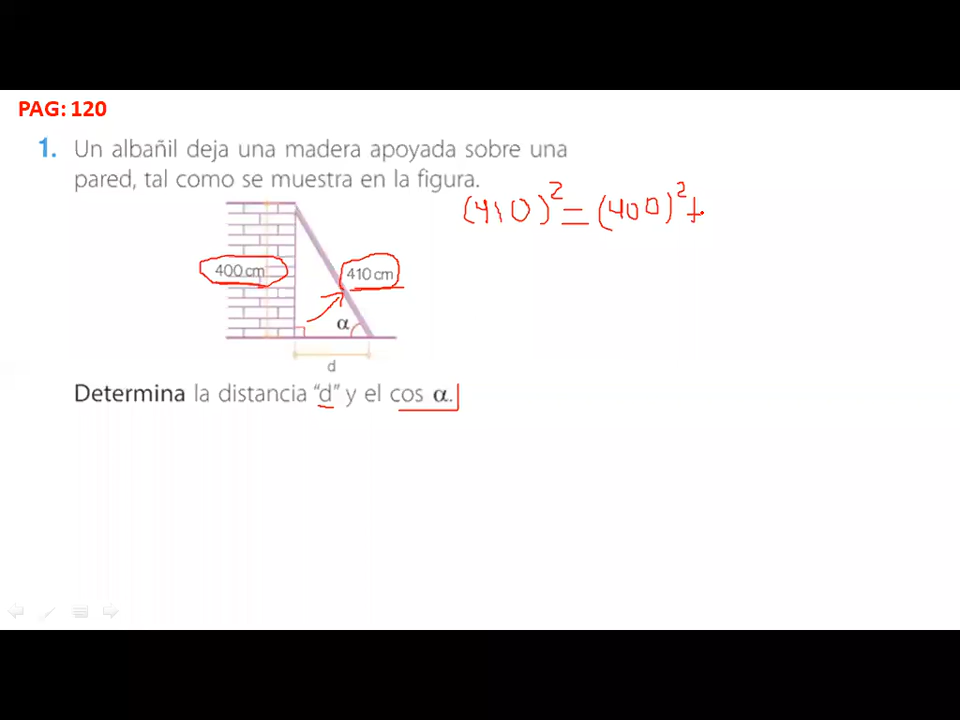 PAG: 120
1. Un albañil deja una madera apoyada sobre una
pared, tal como se muestra en la figura.
(410)² = (400)² +
400 cm
410 cm
α
d
Determina la distancia “d” y el cos α.